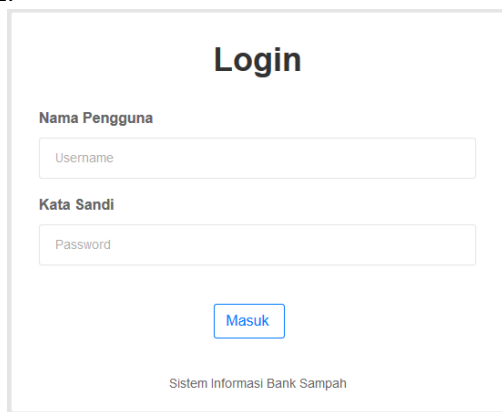 Login
Nama Pengguna
Username
Kata Sandi
Password
Masuk
Sistem Informasi Bank Sampah